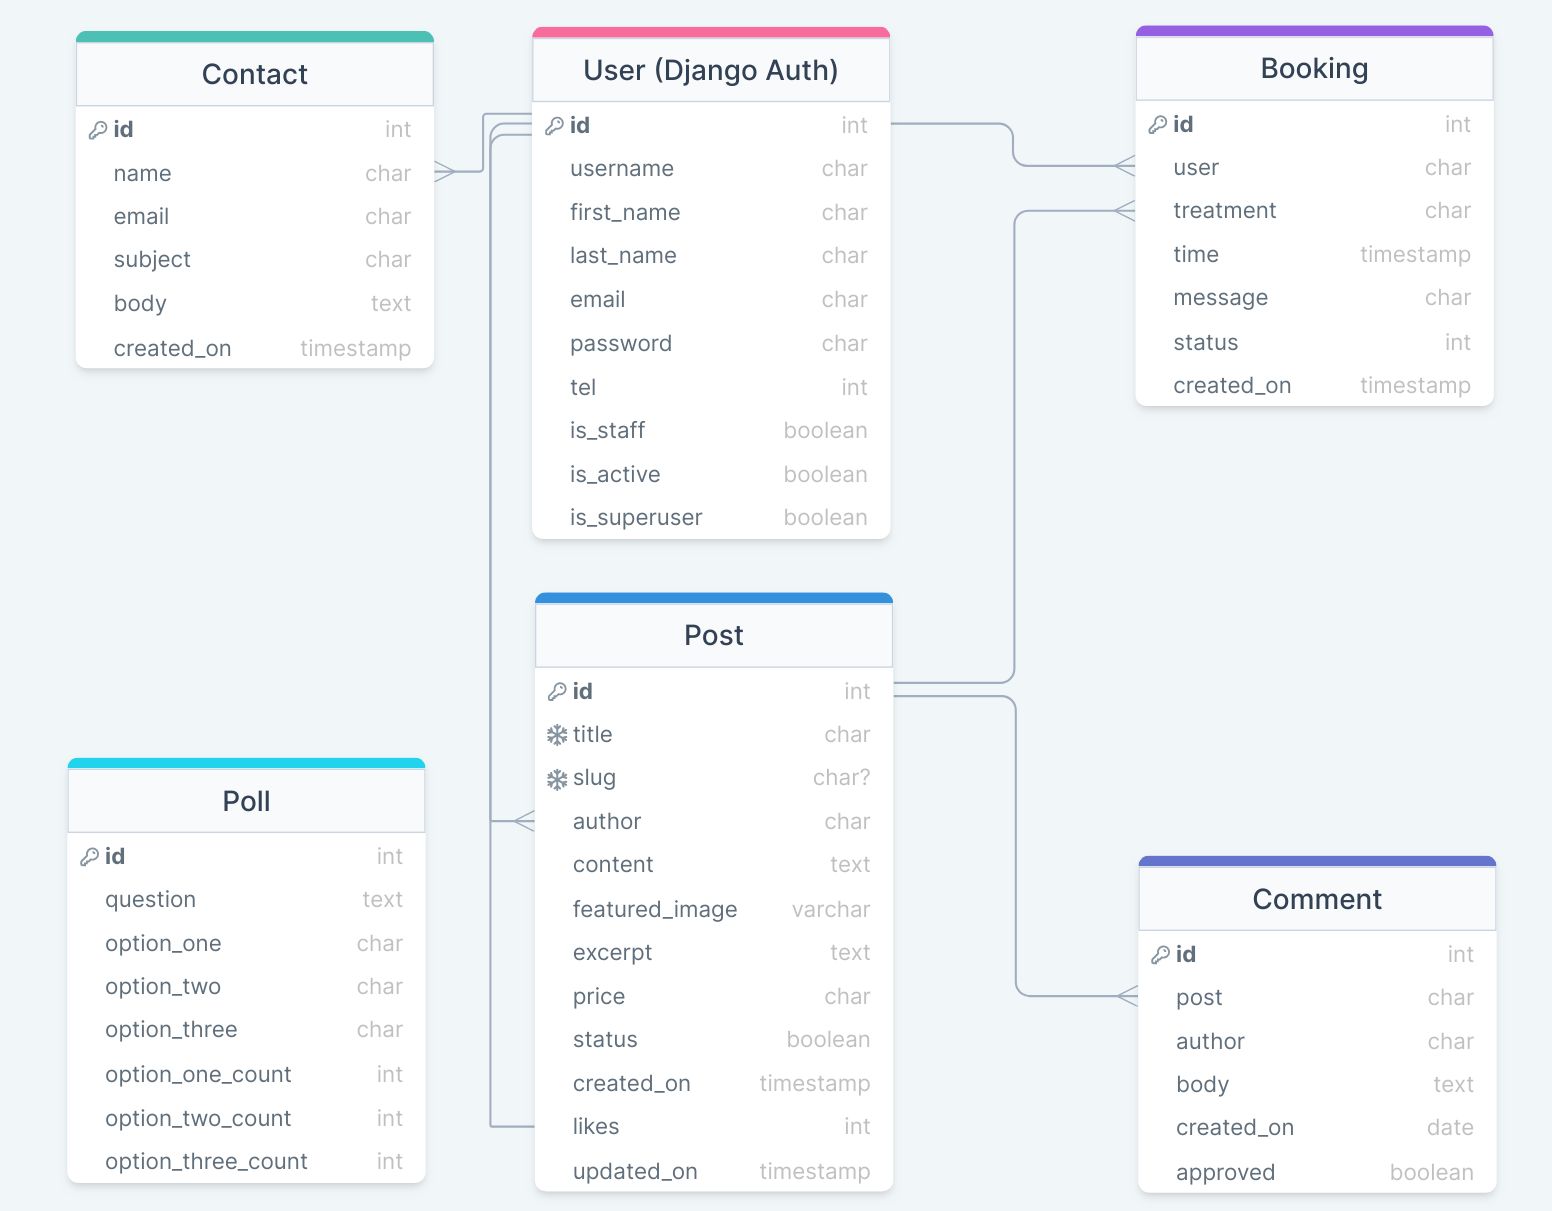 Contact
id int
name char
email char
subject char
body text
created_on timestamp
User (Django Auth)
id int
username char
first_name char
last_name char
email char
password char
tel int
is_staff boolean
is_active boolean
is_superuser boolean
Booking
id int
user char
treatment char
time timestamp
message char
status int
created_on timestamp
Post
id int
title char
slug char?
author char
content text
featured_image varchar
excerpt text
price char
status boolean
created_on timestamp
likes int
updated_on timestamp
Poll
id int
question text
option_one char
option_two char
option_three char
option_one_count int
option_two_count int
option_three_count int
Comment
id int
post char
author char
body text
created_on date
approved boolean